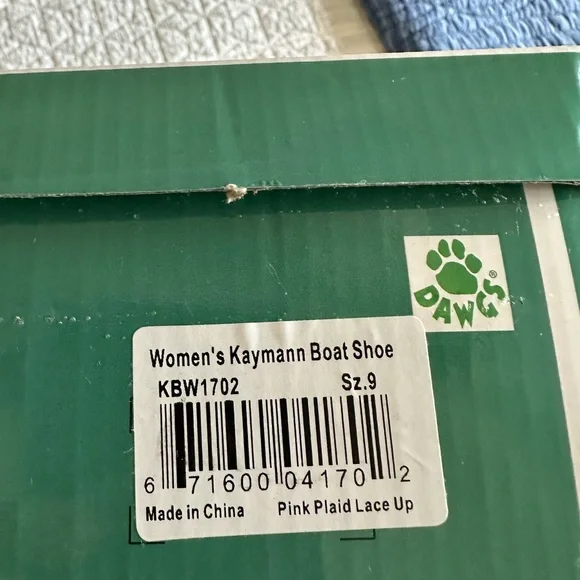 DAWGS®
Women's Kaymann Boat Shoe
KBW1702 Sz.9
6 71600 04170 2
Made in China Pink Plaid Lace Up